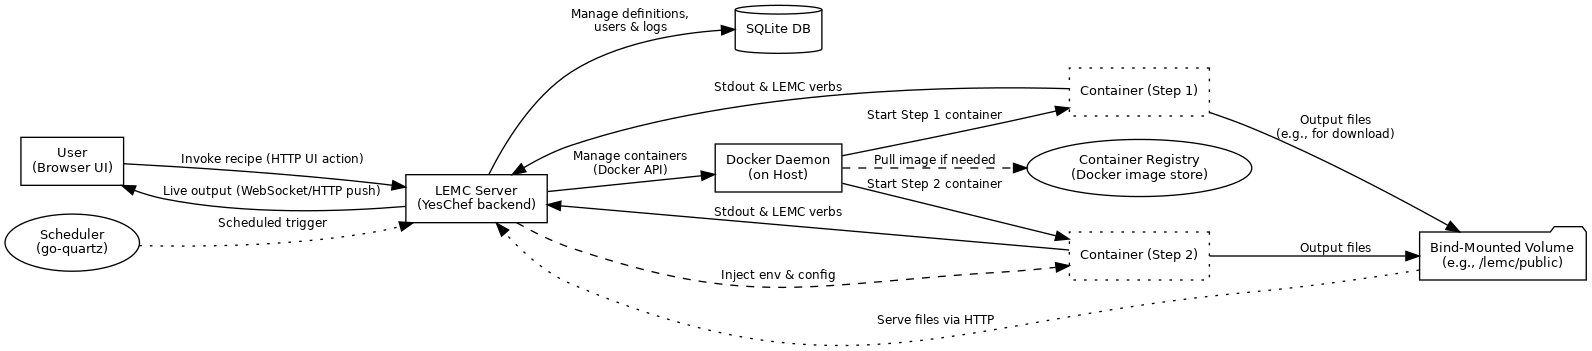 Manage definitions,
users & logs
SQLite DB
Stdout & LEMC verbs
Container (Step 1)
Start Step 1 container
Output files
(e.g., for download)
User
(Browser UI)
Invoke recipe (HTTP UI action)
Manage containers
(Docker API)
Docker Daemon
(on Host)
Pull image if needed
Container Registry
(Docker image store)
Live output (WebSocket/HTTP push)
LEMC Server
(YesChef backend)
Start Step 2 container
Stdout & LEMC verbs
Scheduled trigger
Scheduler
(go-quartz)
Container (Step 2)
Output files
Bind-Mounted Volume
(e.g., /lemc/public)
Inject env & config
Serve files via HTTP